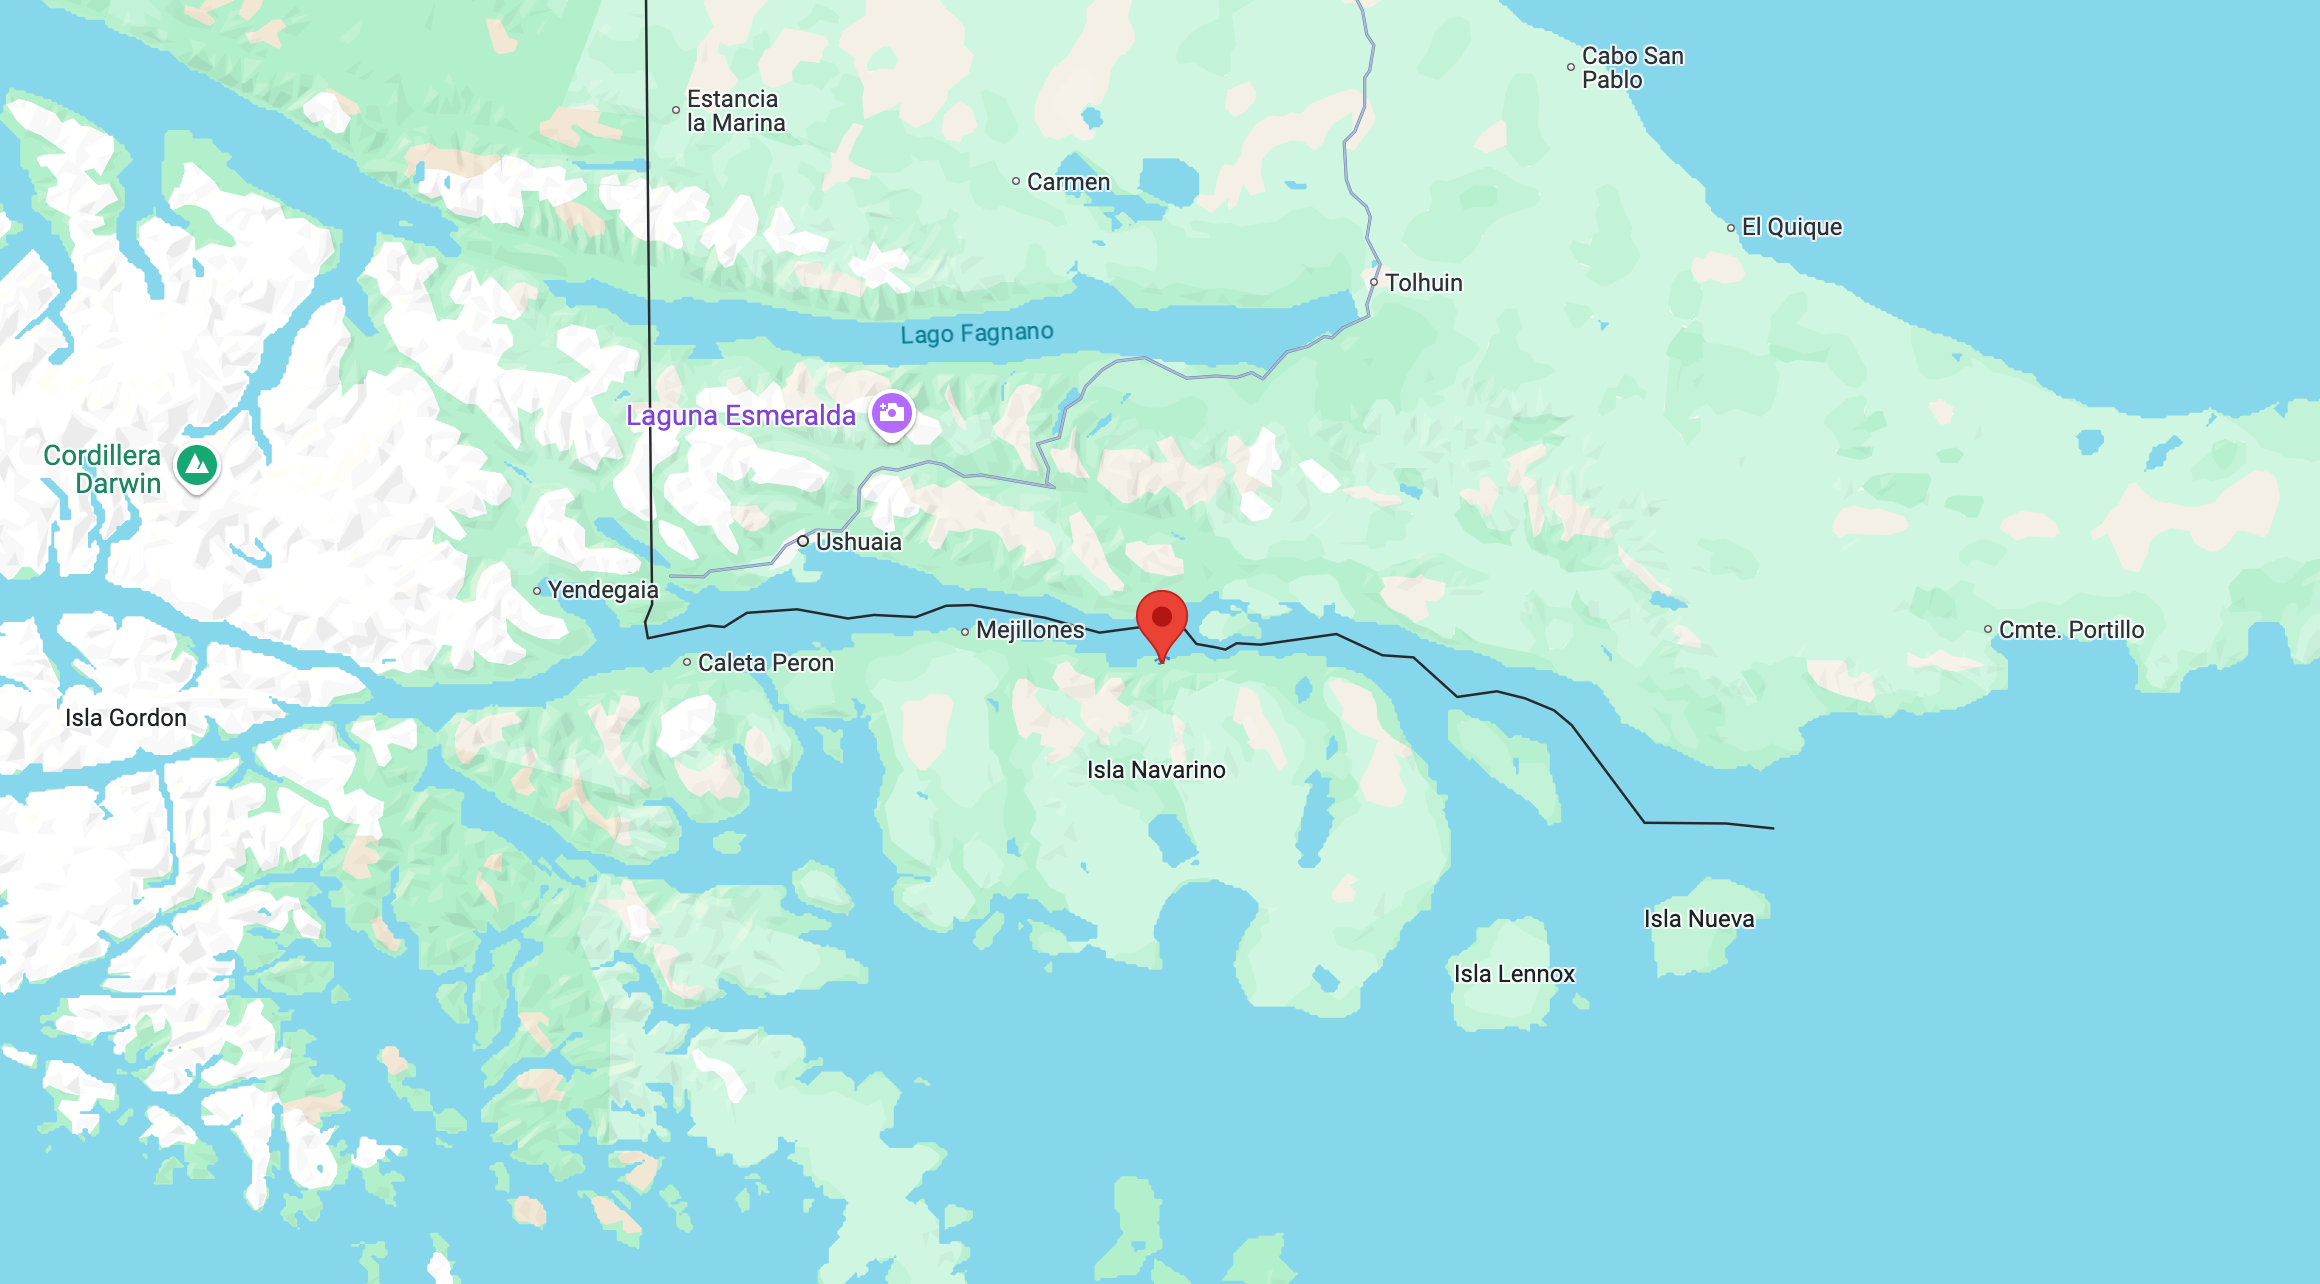 Cabo San
Pablo
Estancia
la Marina
Carmen
El Quique
Tolhuin
Lago Fagnano
Laguna Esmeralda
Cordillera
Darwin
Ushuaia
Yendegaia
Mejillones
Cmte. Portillo
Caleta Peron
Isla Gordon
Isla Navarino
Isla Nueva
Isla Lennox